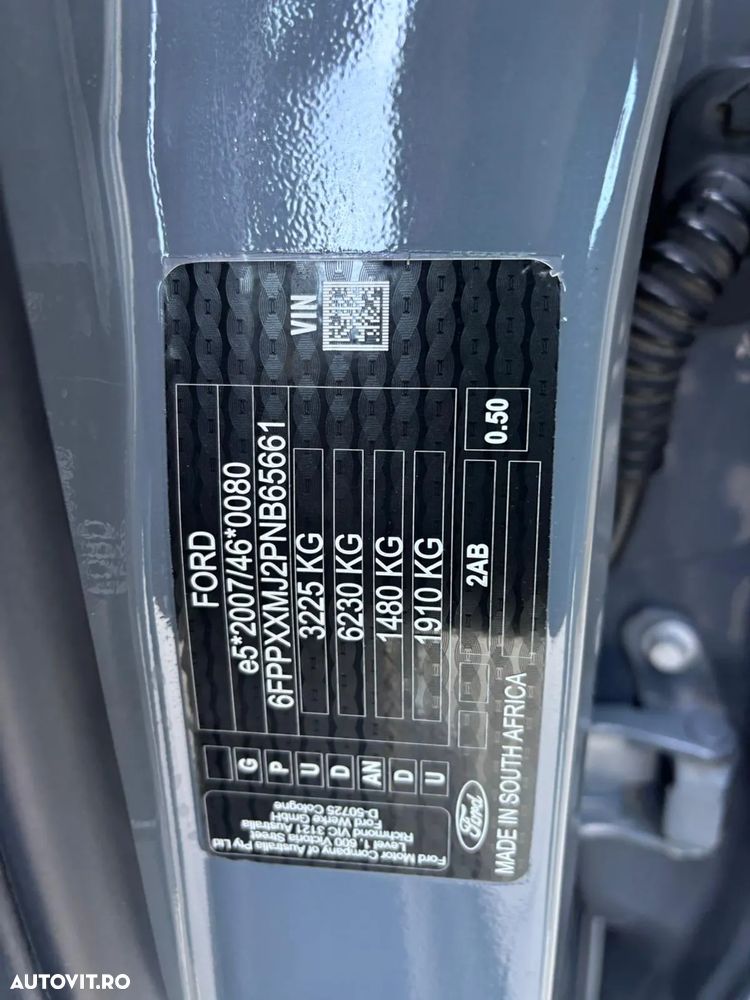 VIN
FORD
e5*2007/46*0080
6FPPXXMJ2PNB65661
3225 KG
6230 KG
1480 KG
1910 KG
2AB
0.50
G
P
U
D
AN
D
U
Ford Motor Company of Australia Pty Ltd
Level 1, 600 Victoria Street
Richmond VIC 3121 Australia
Ford Werke GmbH
D-50725 Cologne
Ford
MADE IN SOUTH AFRICA
AUTOVIT.RO